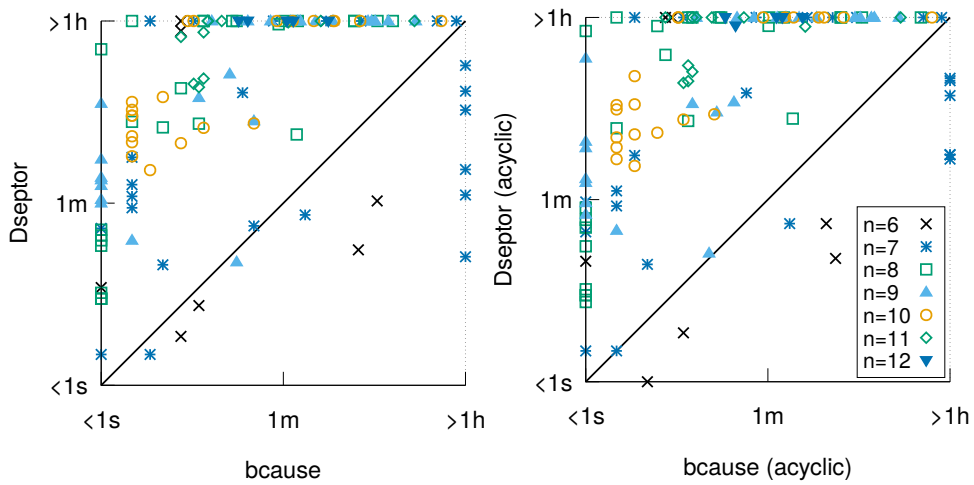 >1h
1m
<1s
Dseptor
<1s
1m
>1h
bcause
>1h
1m
<1s
Dseptor (acyclic)
<1s
1m
>1h
bcause (acyclic)
n=6
n=7
n=8
n=9
n=10
n=11
n=12